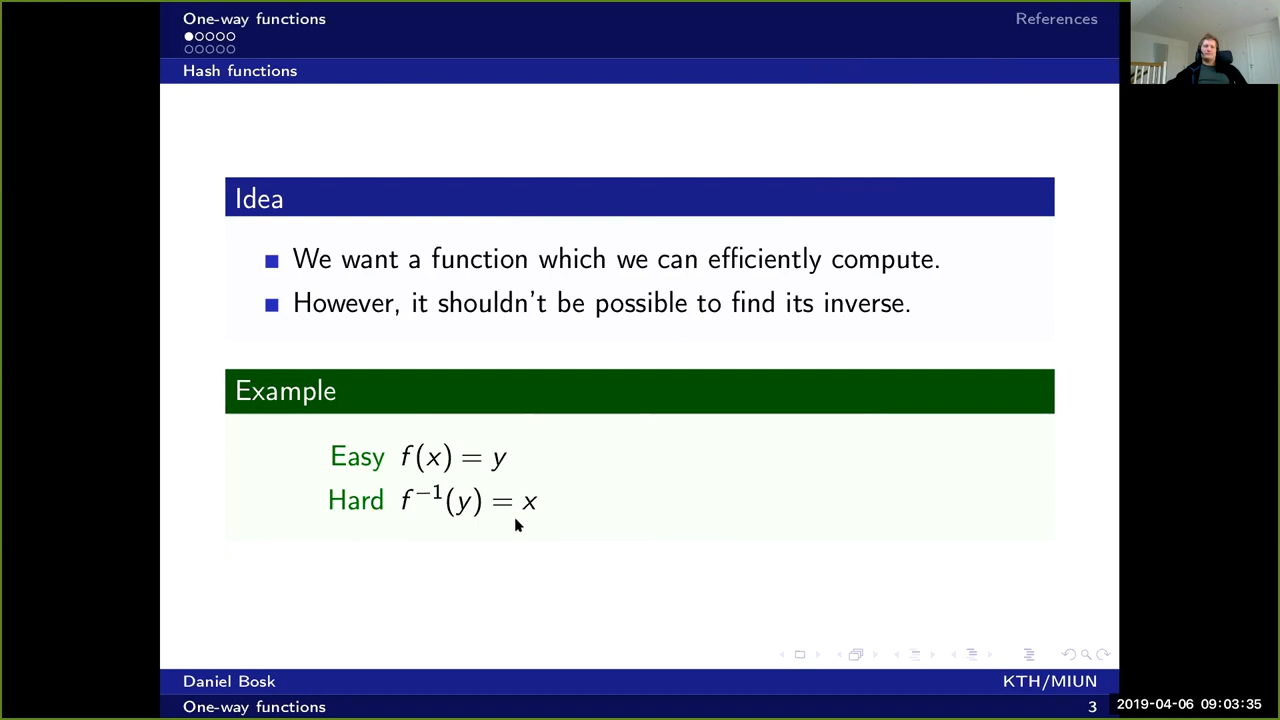 One-way functions
References
Hash functions
Idea
We want a function which we can efficiently compute.
However, it shouldn't be possible to find its inverse.
Example
Easy f(x) = y
Hard f⁻¹(y) = x
Daniel Bosk
KTH/MIUN
One-way functions
3
2019-04-06 09:03:35